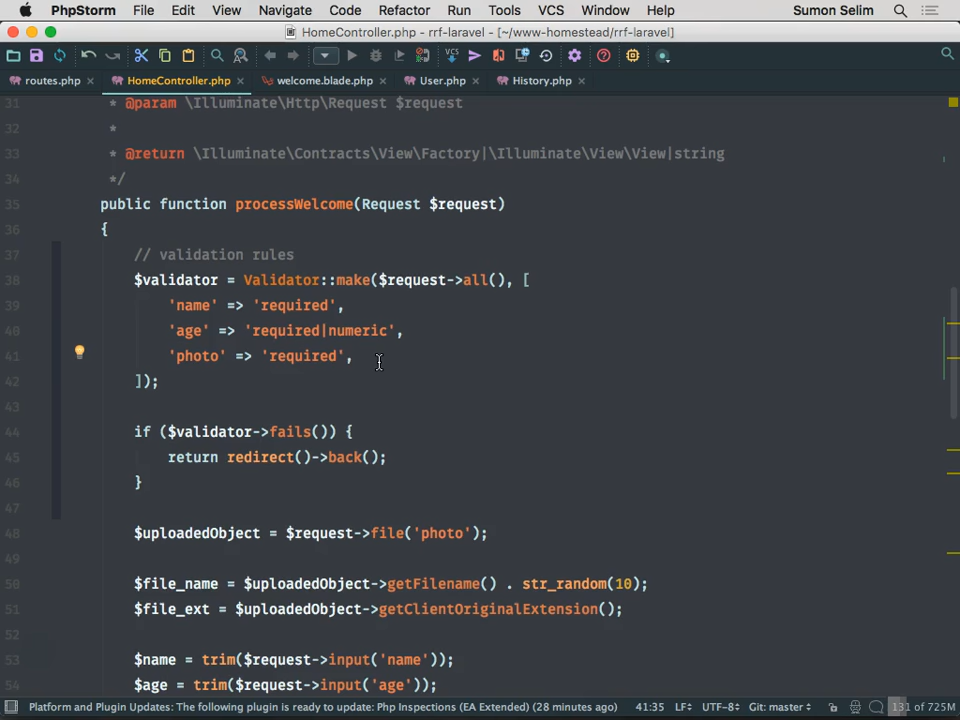 PhpStorm File Edit View Navigate Code Refactor Run Tools VCS Window Help Sumon Selim
HomeController.php - rrf-laravel - [~/www-homestead/rrf-laravel]
VCS VCS
routes.php HomeController.php welcome.blade.php User.php History.php
31 * @param \Illuminate\Http\Request $request
32 *
33 * @return \Illuminate\Contracts\View\Factory|\Illuminate\View\View|string
34 */
35 public function processWelcome(Request $request)
36 {
37 // validation rules
38 $validator = Validator::make($request->all(), [
39 'name' => 'required',
40 'age' => 'required|numeric',
41 'photo' => 'required',
42 ]);
43
44 if ($validator->fails()) {
45 return redirect()->back();
46 }
47
48 $uploadedObject = $request->file('photo');
49
50 $file_name = $uploadedObject->getFilename() . str_random(10);
51 $file_ext = $uploadedObject->getClientOriginalExtension();
52
53 $name = trim($request->input('name'));
54 $age = trim($request->input('age'));
Platform and Plugin Updates: The following plugin is ready to update: Php Inspections (EA Extended) (28 minutes ago) 41:35 LF÷ UTF-8÷ Git: master÷ 131 of 725M